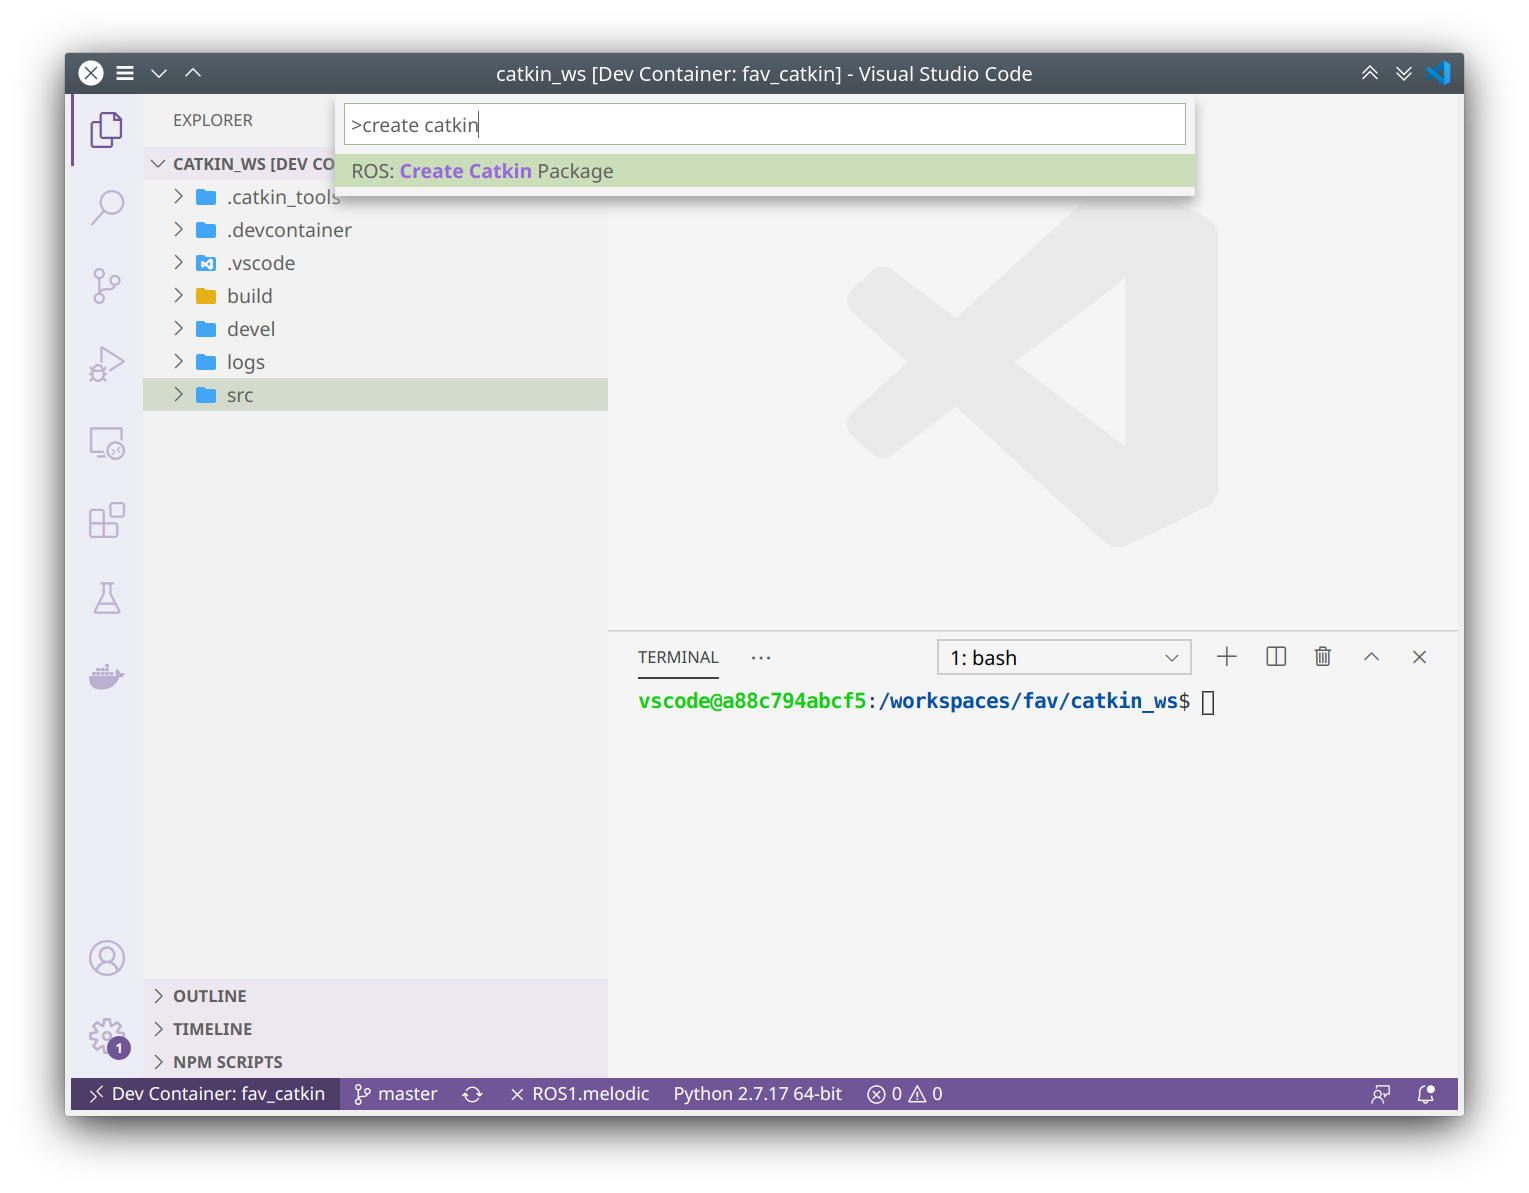 catkin_ws [Dev Container: fav_catkin] - Visual Studio Code
EXPLORER
>create catkin
ROS: Create Catkin Package
CATKIN_WS [DEV CO
.catkin_tools
.devcontainer
.vscode
build
devel
logs
src
TERMINAL ···
1: bash
vscode@a88c794abcf5:/workspaces/fav/catkin_ws$
OUTLINE
TIMELINE
NPM SCRIPTS
1
Dev Container: fav_catkin master ROS1.melodic Python 2.7.17 64-bit 0 0